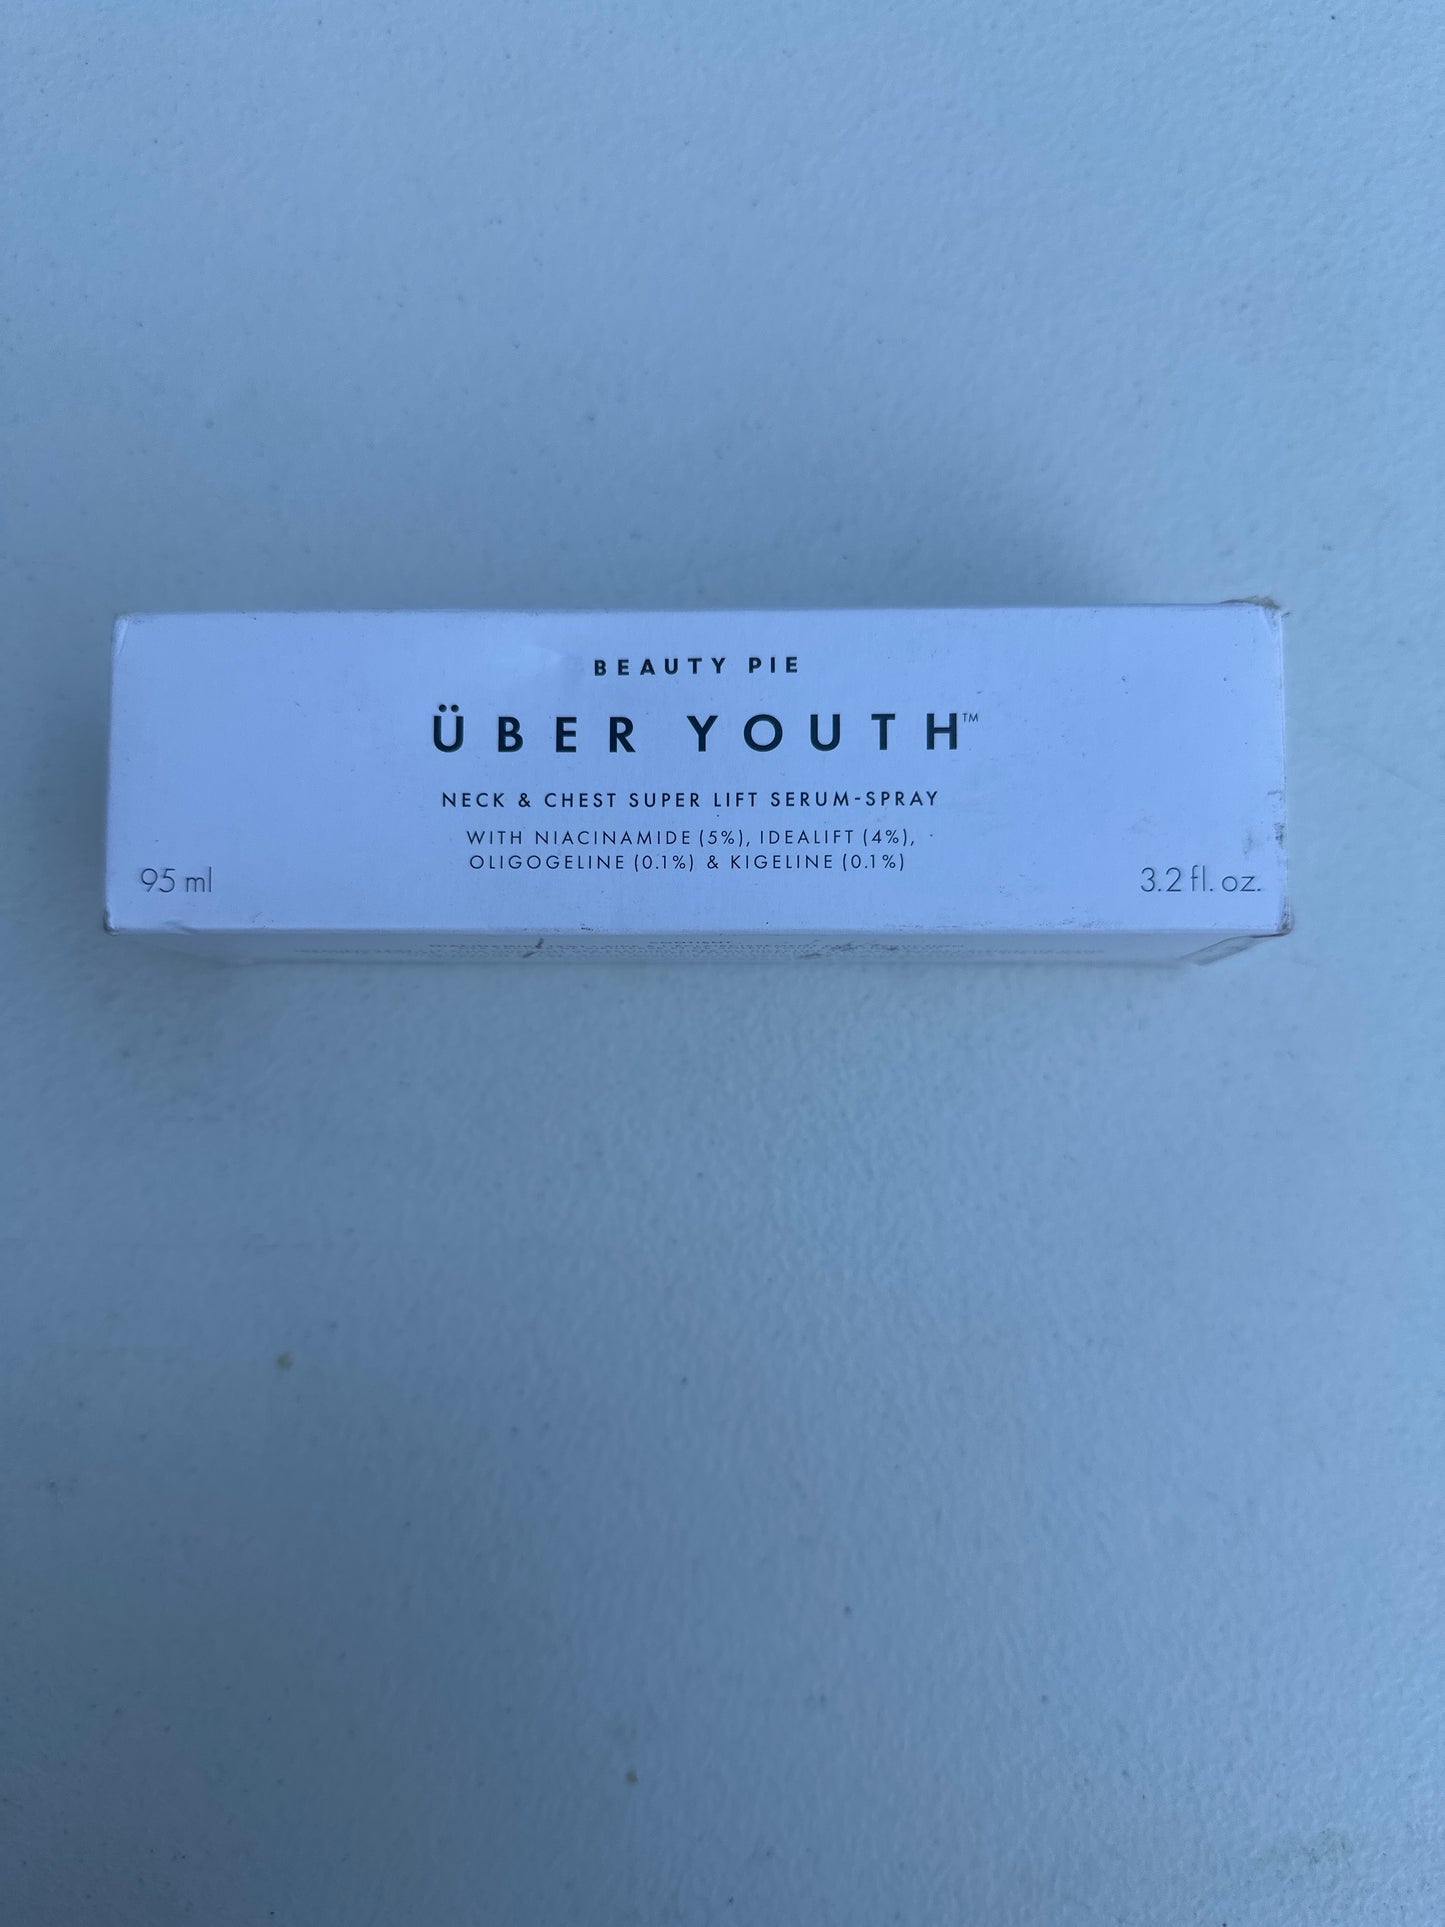 BEAUTY PIE
ÜBER YOUTH™
NECK & CHEST SUPER LIFT SERUM-SPRAY
WITH NIACINAMIDE (5%), IDEALIFT (4%),
OLIGOGELINE (0.1%) & KIGELINE (0.1%)
95 ml
3.2 fl. oz.